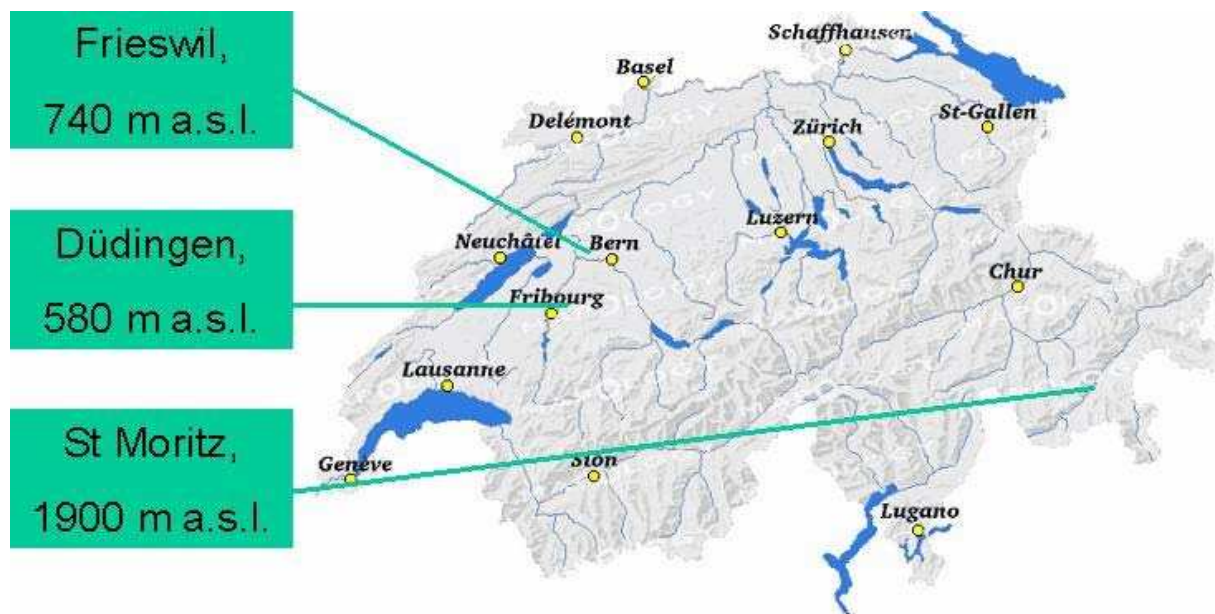 Frieswil,
740 m a.s.l.
Düdingen,
580 m a.s.l.
St Moritz,
1900 m a.s.l.
Schaffhausen
Basel
Delémont
Zürich
St-Gallen
Luzern
Neuchâtel
Bern
Chur
Fribourg
Lausanne
Genève
Sion
Lugano